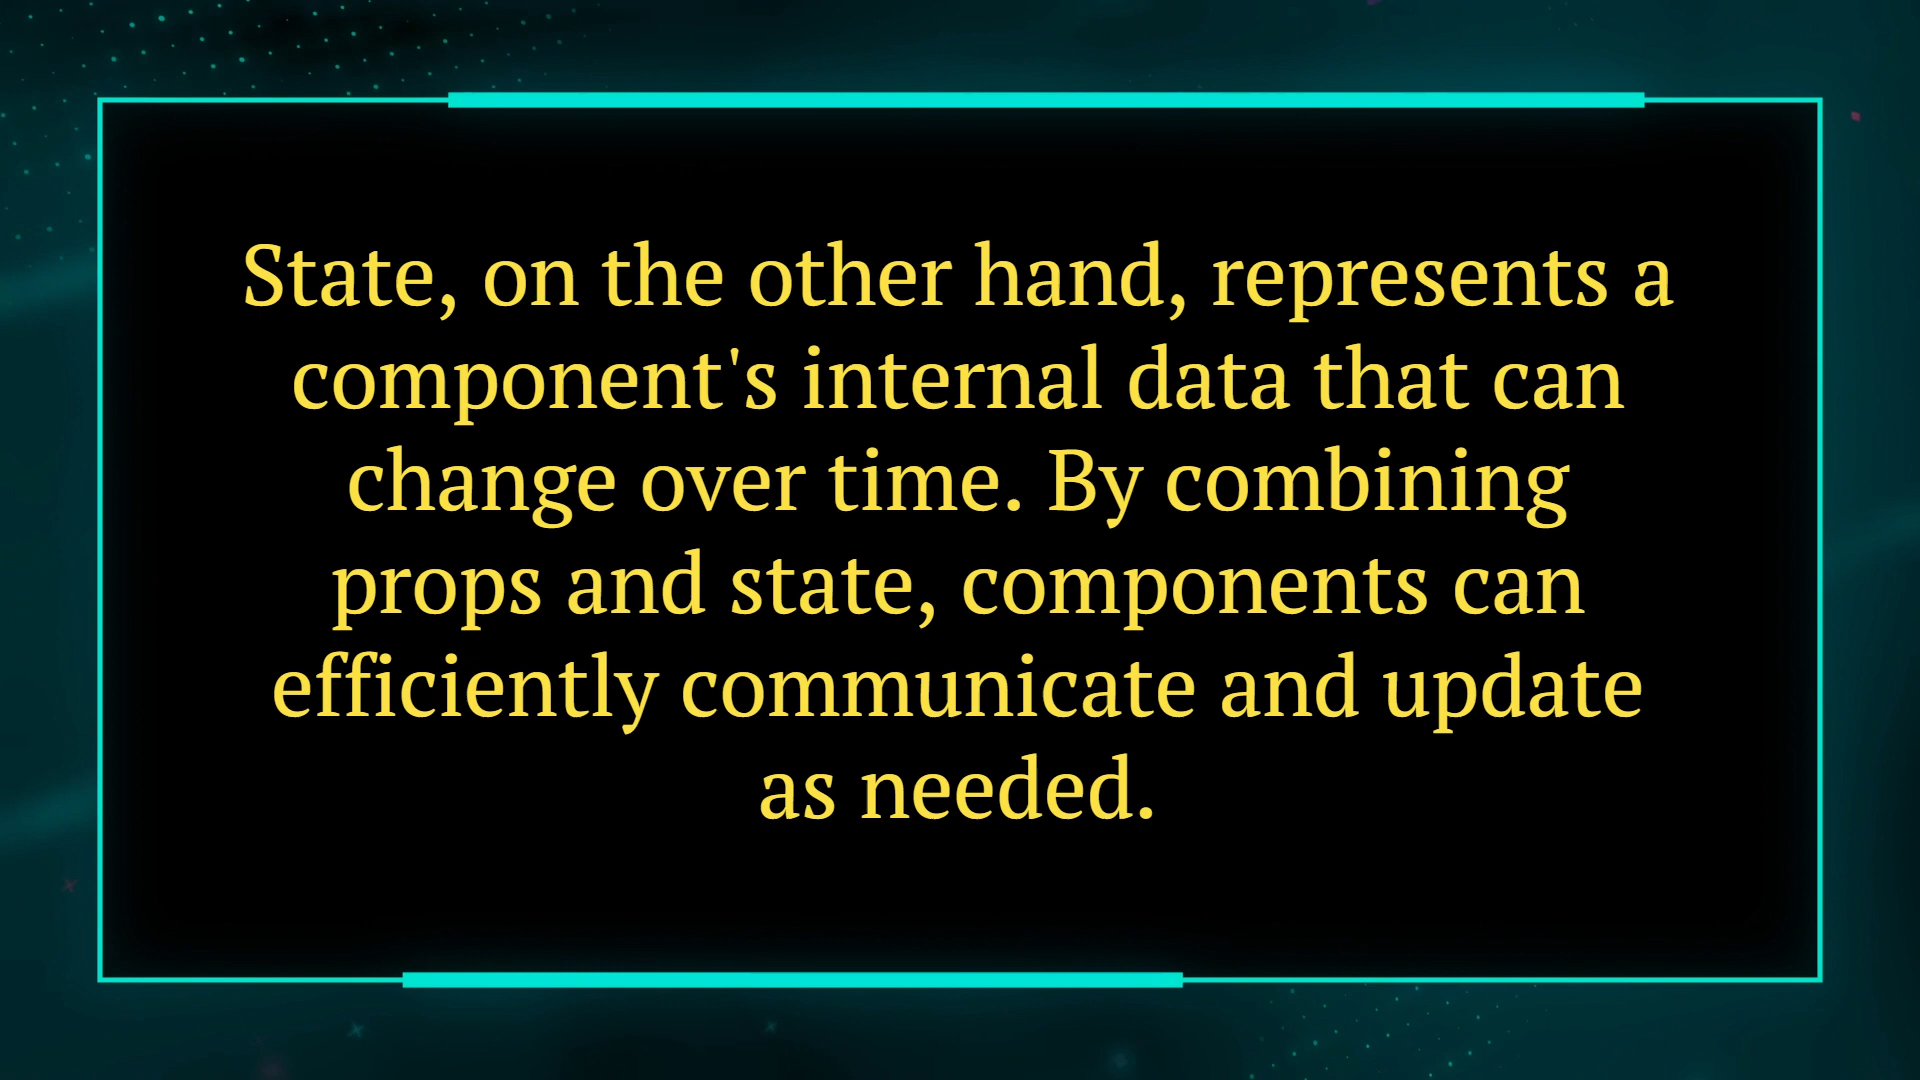 State, on the other hand, represents a
component's internal data that can
change over time. By combining
props and state, components can
efficiently communicate and update
as needed.